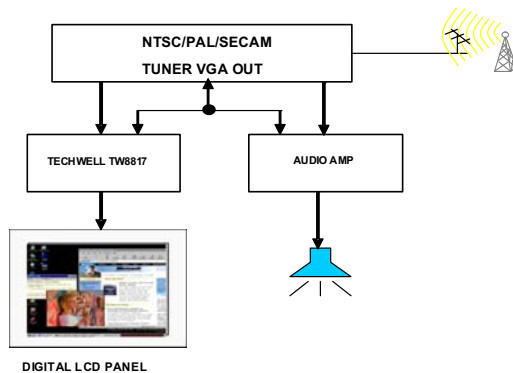 NTSC/PAL/SECAM
TUNER VGA OUT
TECHWELL TW8817
AUDIO AMP
DIGITAL LCD PANEL